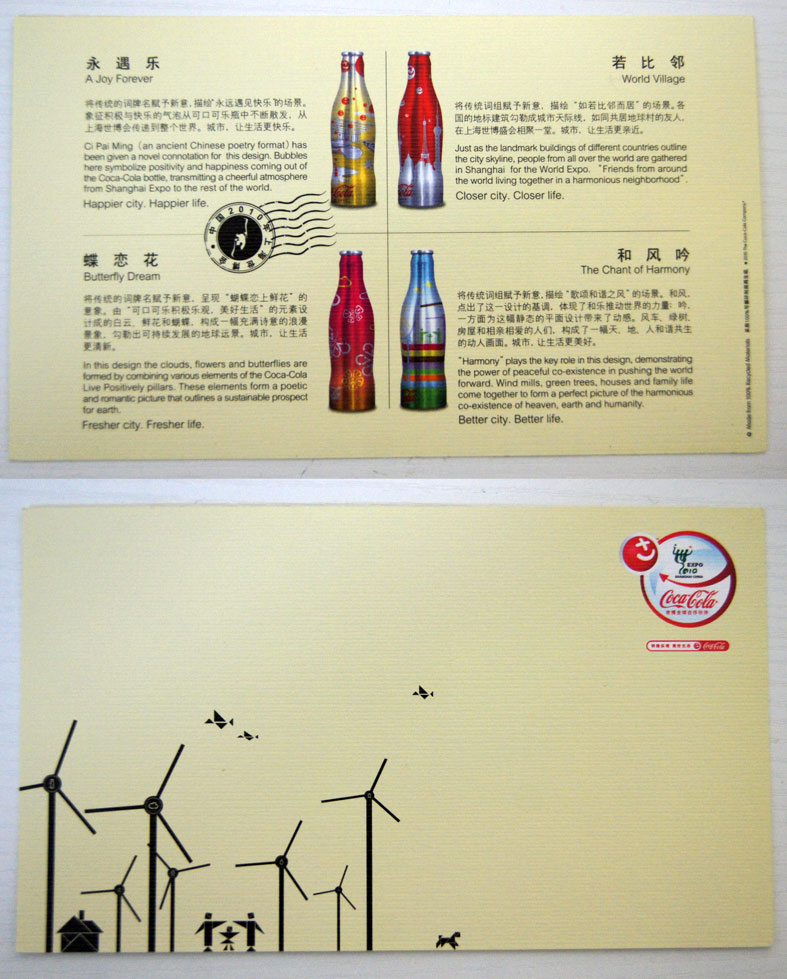 永遇乐
A Joy Forever
将传统的词牌名赋予新意，描绘“永远遇见快乐”的场景。
象征积极与快乐的气泡从可口可乐瓶中不断散发，从
上海世博会传递到整个世界。城市，让生活更快乐。
Ci Pai Ming (an ancient Chinese poetry format) has
been given a novel connotation for this design. Bubbles
here symbolize positivity and happiness coming out of
the Coca-Cola bottle, transmitting a cheerful atmosphere
from Shanghai Expo to the rest of the world.
Happier city. Happier life.
若比邻
World Village
将传统词组赋予新意，描绘“如若比邻而居”的场景。各
国的地标建筑勾勒成城市天际线，如同共居地球村的友人，
在上海世博盛会相聚一堂。城市，让生活更亲近。
Just as the landmark buildings of different countries outline
the city skyline, people from all over the world are gathered
in Shanghai for the World Expo. “Friends from around
the world living together in a harmonious neighborhood”.
Closer city. Closer life.
中国2010年上海世博会
蝶恋花
Butterfly Dream
将传统的词牌名赋予新意，呈现“蝴蝶恋上鲜花”的
意象。由“可口可乐积极乐观，美好生活”的元素设
计成的白云、鲜花和蝴蝶，构成一幅充满诗意的浪漫
景象，勾勒出可持续发展的地球远景。城市，让生活
更清新。
In this design the clouds, flowers and butterflies are
formed by combining various elements of the Coca-Cola
Live Positively pillars. These elements form a poetic
and romantic picture that outlines a sustainable prospect
for earth.
Fresher city. Fresher life.
和风吟
The Chant of Harmony
将传统词组赋予新意，描绘“歌颂和谐之风”的场景。和风，
点出了这一设计的基调，体现了和乐推动世界的力量；吟，
一方面为这幅静态的平面设计带来了动感。风车、绿树、
房屋和相亲相爱的人们，构成了一幅天、地、人和谐共生
的动人画面。城市，让生活更美好。
“Harmony” plays the key role in this design, demonstrating
the power of peaceful co-existence in pushing the world
forward. Wind mills, green trees, houses and family life
come together to form a perfect picture of the harmonious
co-existence of heaven, earth and humanity.
Better city. Better life.
Made from 100% Recycled Materials
2010 The Coca-Cola Company
EXPO
2010
SHANGHAI CHINA
Coca-Cola
Coca-Cola